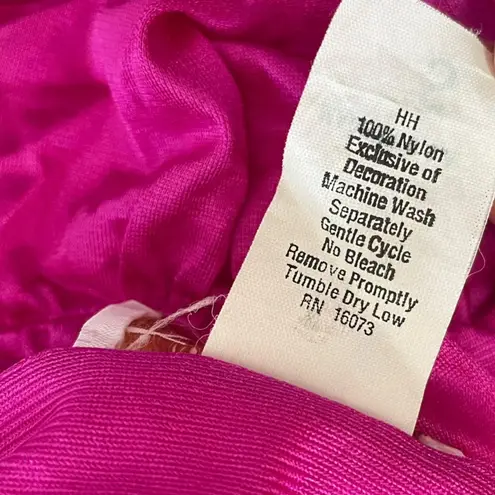 HH
100% Nylon
Exclusive of
Decoration
Machine Wash
Separately
Gentle Cycle
No Bleach
Remove Promptly
Tumble Dry Low
RN 16073